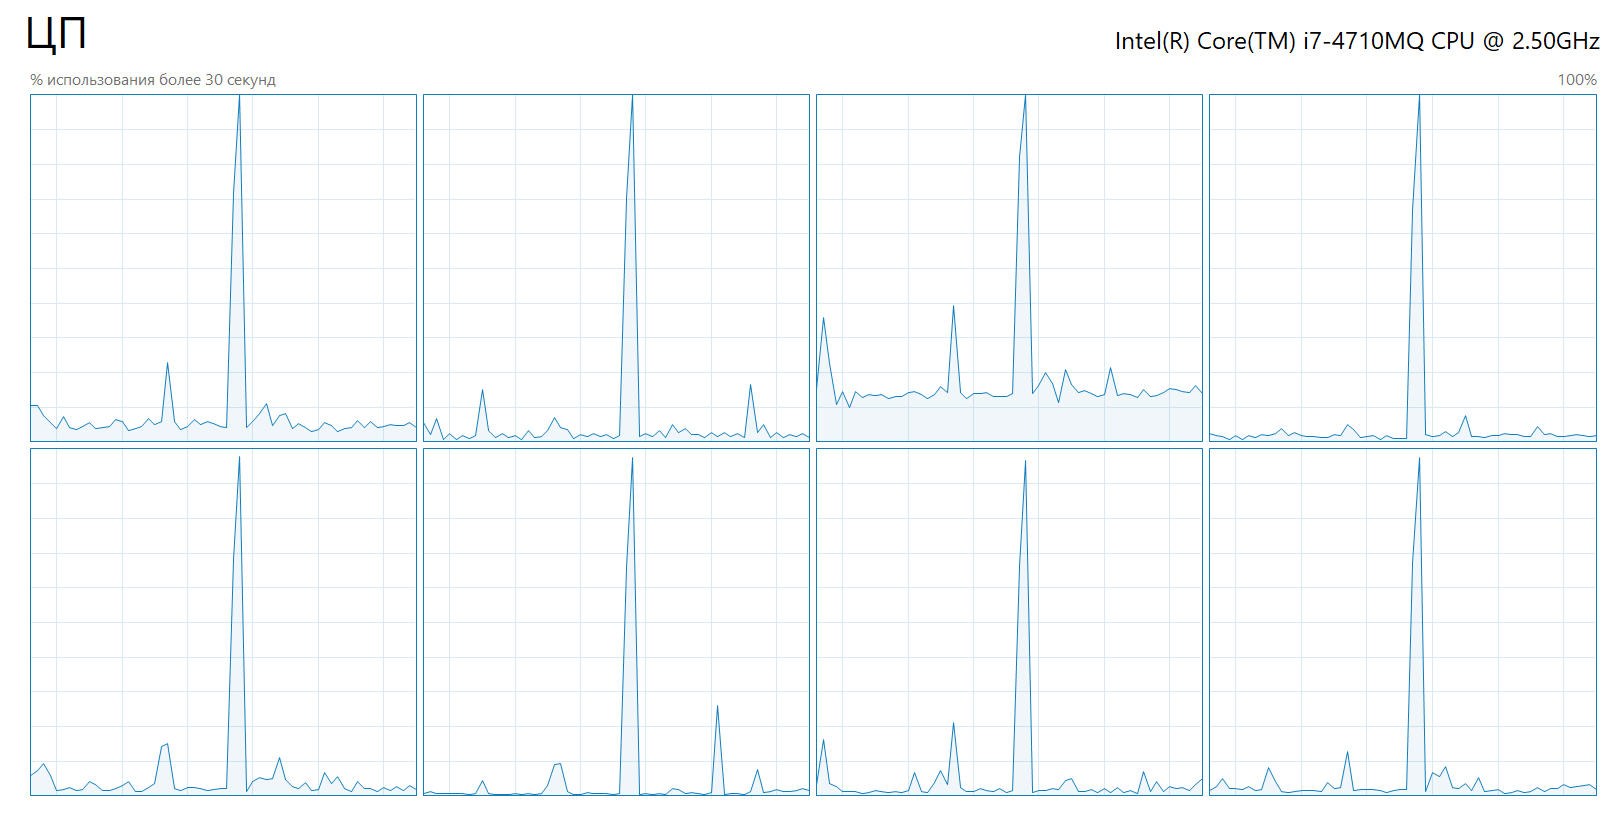 ЦП
Intel(R) Core(TM) i7-4710MQ CPU @ 2.50GHz
% использования более 30 секунд
100%